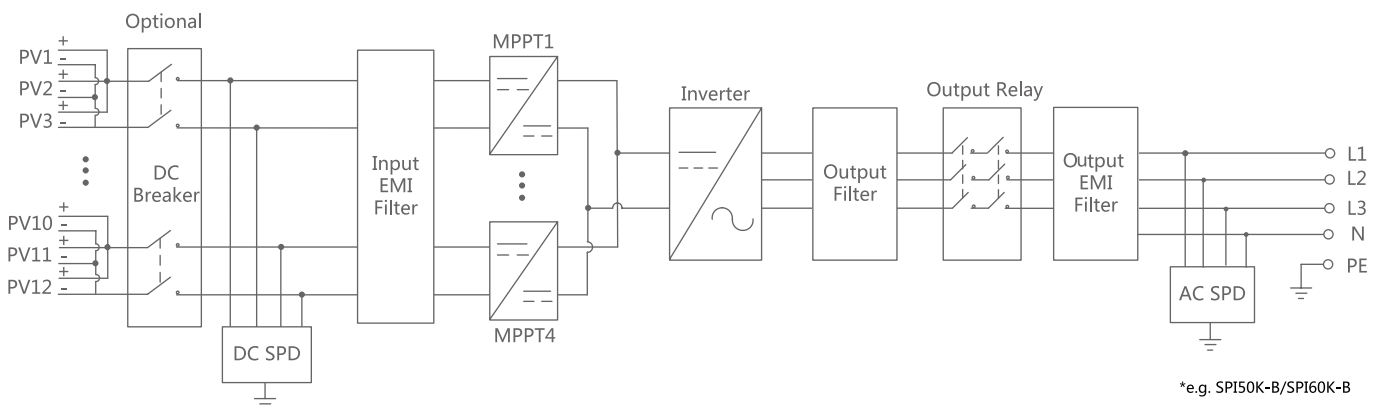 Optional
+
PV1
-
+
PV2
-
+
PV3
-
+
PV10
-
+
PV11
-
+
PV12
-
DC
Breaker
DC SPD
Input
EMI
Filter
MPPT1
MPPT4
Inverter
Output
Filter
Output Relay
Output
EMI
Filter
L1
L2
L3
N
PE
AC SPD
*e.g. SPI50K-B/SPI60K-B